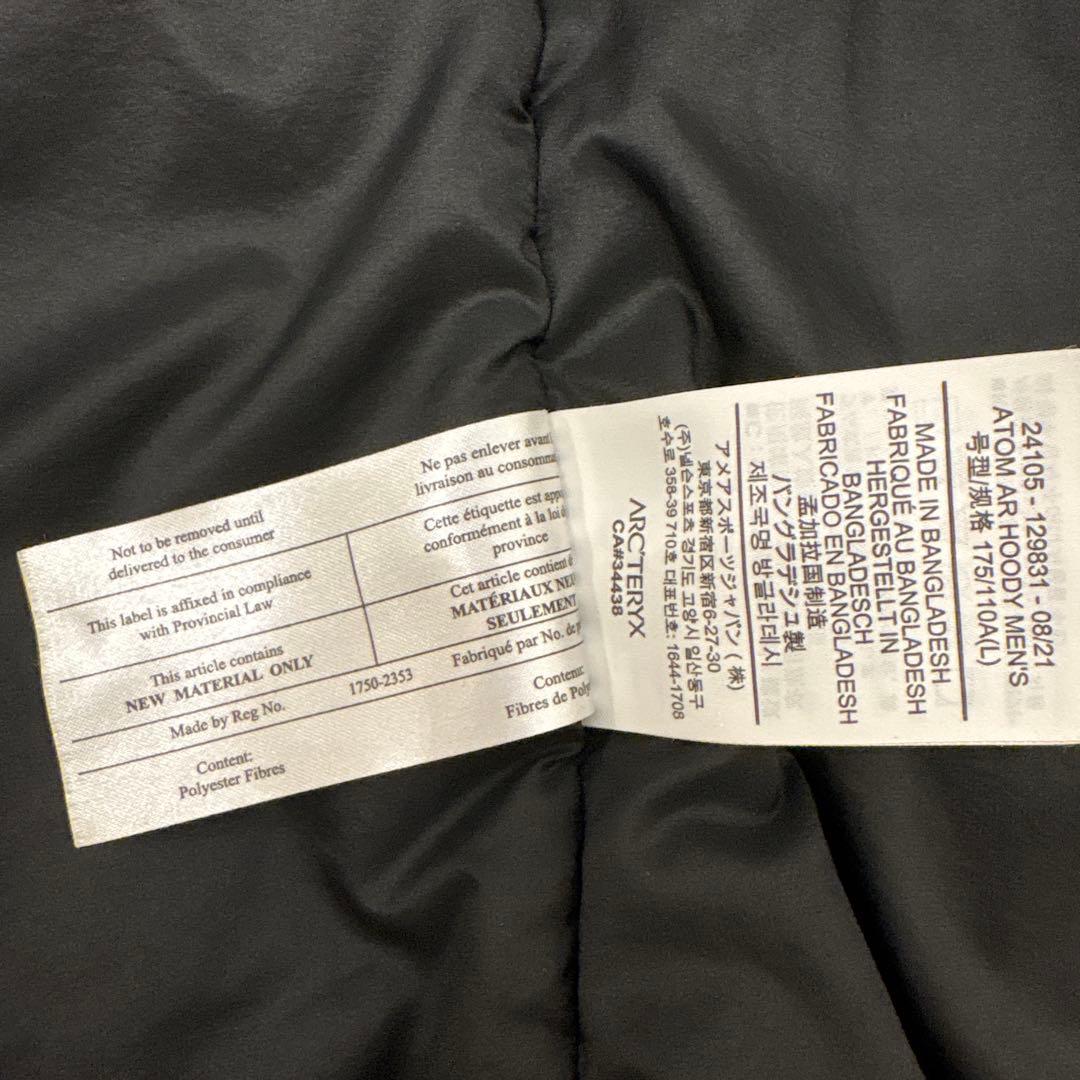 Not to be removed until
delivered to the consumer
Ne pas enlever avant
livraison au consomma
This label is affixed in compliance
with Provincial Law
Cette étiquette est app
conformément à la loi d
province
This article contains
NEW MATERIAL ONLY
Cet article contient d
MATÉRIAUX NE
SEULEMENT
Made by Reg No.
1750-2353
Fabriqué par No. de p
Content:
Polyester Fibres
Contenu:
Fibres de Poly
24105 - 129831 - 08/21
ATOM AR HOODY MEN'S
号型/规格 175/110A(L)
MADE IN BANGLADESH
FABRIQUÉ AU BANGLADESH
HERGESTELLT IN
BANGLADESCH
FABRICADO EN BANGLADESH
孟加拉国制造
バングラデシュ製
제조국명 방글라데시
アメアスポーツジャパン(株)
東京都新宿区新宿6-27-30
(주)넬슨스포츠 경기도 고양시 일산동구
호수로 358-39 710호 대표번호: 1644-1708
ARC'TERYX
CA#34438